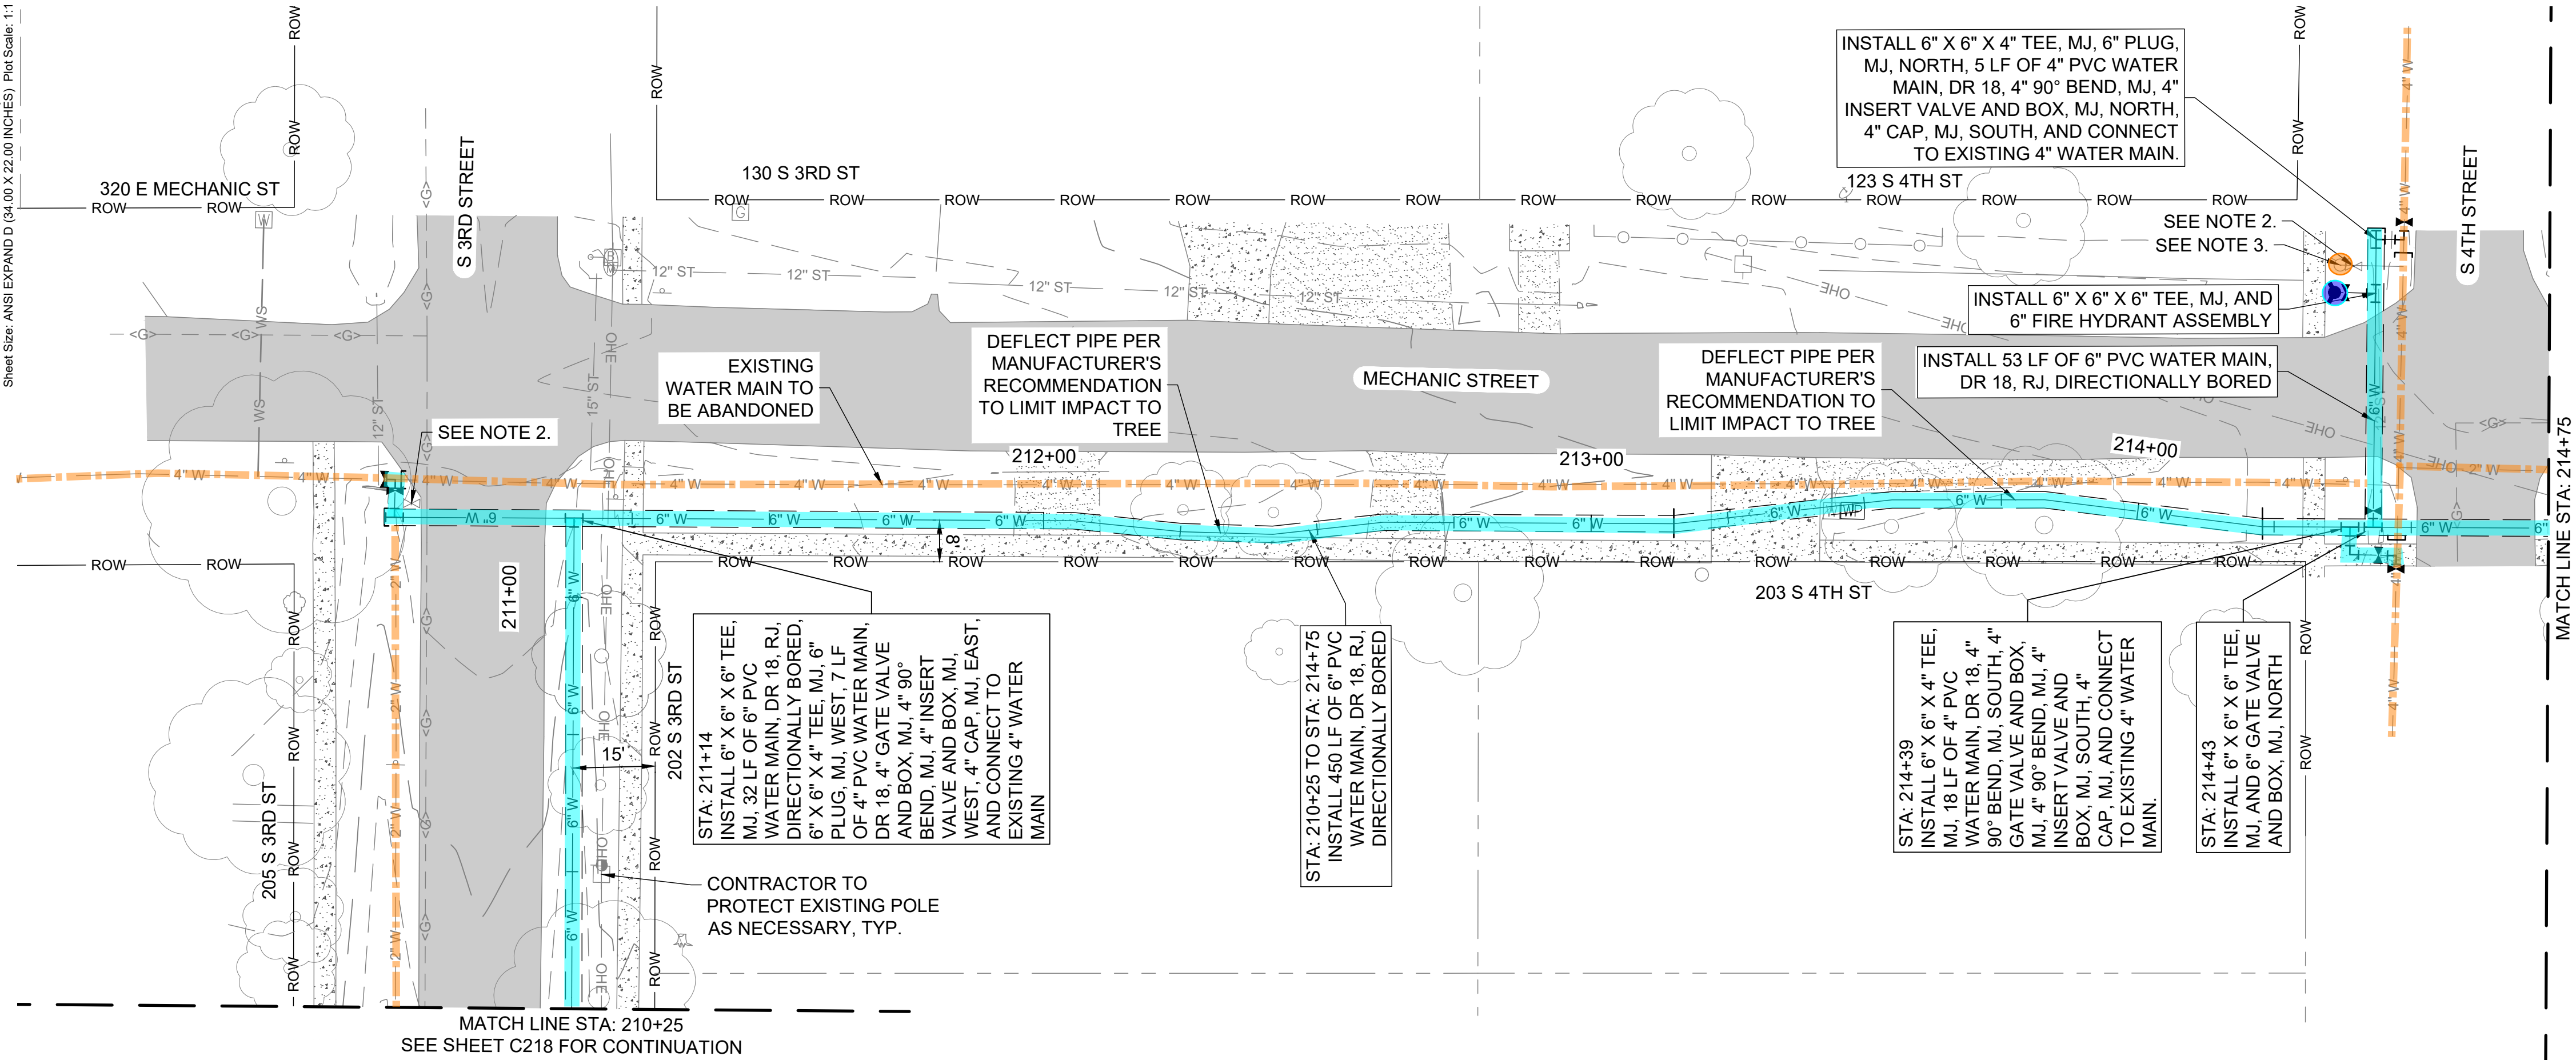 Sheet Size: ANSI EXPAND D (34.00 X 22.00 INCHES) Plot Scale: 1:1
320 E MECHANIC ST
S 3RD STREET
130 S 3RD ST
INSTALL 6" X 6" X 4" TEE, MJ, 6" PLUG,
MJ, NORTH, 5 LF OF 4" PVC WATER
MAIN, DR 18, 4" 90° BEND, MJ, 4"
INSERT VALVE AND BOX, MJ, NORTH,
4" CAP, MJ, SOUTH, AND CONNECT
TO EXISTING 4" WATER MAIN.
123 S 4TH ST
SEE NOTE 2.
SEE NOTE 3.
S 4TH STREET
INSTALL 6" X 6" X 6" TEE, MJ, AND
6" FIRE HYDRANT ASSEMBLY
INSTALL 53 LF OF 6" PVC WATER MAIN,
DR 18, RJ, DIRECTIONALLY BORED
EXISTING
WATER MAIN TO
BE ABANDONED
DEFLECT PIPE PER
MANUFACTURER'S
RECOMMENDATION
TO LIMIT IMPACT TO
TREE
MECHANIC STREET
DEFLECT PIPE PER
MANUFACTURER'S
RECOMMENDATION TO
LIMIT IMPACT TO TREE
SEE NOTE 2.
212+00
213+00
214+00
211+00
8'
15'
205 S 3RD ST
202 S 3RD ST
203 S 4TH ST
STA: 211+14
INSTALL 6" X 6" X 6" TEE,
MJ, 32 LF OF 6" PVC
WATER MAIN, DR 18, RJ,
DIRECTIONALLY BORED,
6" X 6" X 4" TEE, MJ, 6"
PLUG, MJ, WEST, 7 LF
OF 4" PVC WATER MAIN,
DR 18, 4" GATE VALVE
AND BOX, MJ, 4" 90°
BEND, MJ, 4" INSERT
VALVE AND BOX, MJ,
WEST, 4" CAP, MJ, EAST,
AND CONNECT TO
EXISTING 4" WATER
MAIN
STA: 210+25 TO STA: 214+75
INSTALL 450 LF OF 6" PVC
WATER MAIN, DR 18, RJ,
DIRECTIONALLY BORED
STA: 214+39
INSTALL 6" X 6" X 4" TEE,
MJ, 18 LF OF 4" PVC
WATER MAIN, DR 18, 4"
90° BEND, MJ, SOUTH, 4"
GATE VALVE AND BOX,
MJ, 4" 90° BEND, MJ, 4"
INSERT VALVE AND
BOX, MJ, SOUTH, 4"
CAP, MJ, AND CONNECT
TO EXISTING 4" WATER
MAIN.
STA: 214+43
INSTALL 6" X 6" X 6" TEE,
MJ, AND 6" GATE VALVE
AND BOX, MJ, NORTH
CONTRACTOR TO
PROTECT EXISTING POLE
AS NECESSARY, TYP.
MATCH LINE STA: 214+75
MATCH LINE STA: 210+25
SEE SHEET C218 FOR CONTINUATION
ROW
12" ST
15" ST
OHE
<G>
WS
W
G
WP
4" W
6" W
2" W